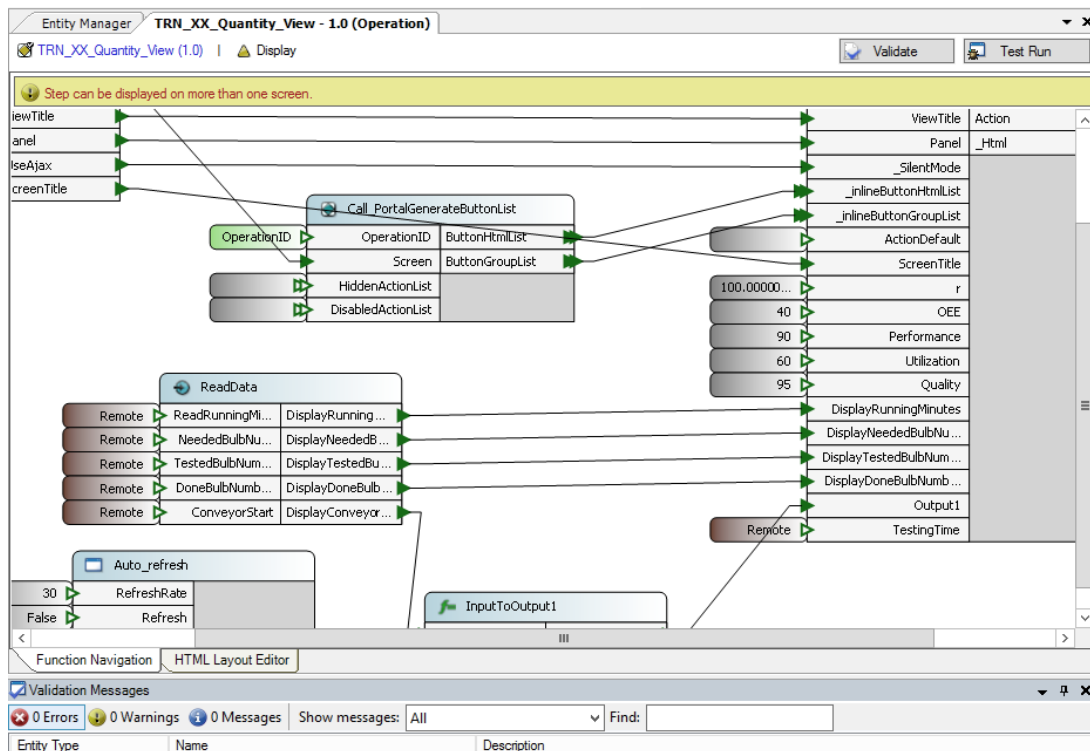 Entity Manager
TRN_XX_Quantity_View - 1.0 (Operation)
TRN_XX_Quantity_View (1.0) | Display
Validate
Test Run
Step can be displayed on more than one screen.
iewTitle
anel
lseAjax
creenTitle
Call_PortalGenerateButtonList
OperationID
OperationID ButtonHtmlList
Screen ButtonGroupList
HiddenActionList
DisabledActionList
ViewTitle Action
Panel _Html
_SilentMode
_inlineButtonHtmlList
_inlineButtonGroupList
ActionDefault
ScreenTitle
100.00000... r
40 OEE
90 Performance
60 Utilization
95 Quality
DisplayRunningMinutes
DisplayNeededBulbNu...
DisplayTestedBulbNum...
DisplayDoneBulbNumb...
Output1
Remote TestingTime
ReadData
Remote ReadRunningMi... DisplayRunning...
Remote NeededBulbNu... DisplayNeededB...
Remote TestedBulbNum... DisplayTestedBu...
Remote DoneBulbNumb... DisplayDoneBulb...
Remote ConveyorStart DisplayConveyor...
Auto_refresh
30 RefreshRate
False Refresh
InputToOutput1
Function Navigation
HTML Layout Editor
Validation Messages
0 Errors 0 Warnings 0 Messages Show messages: All Find:
Entity Type Name Description